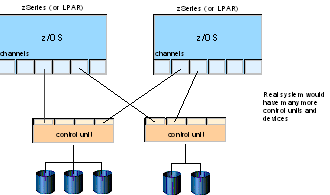 zSeries (or LPAR)
zSeries (or LPAR)
z/OS
z/OS
channels
channels
Real system would
have many more
control units and
devices
control unit
control unit